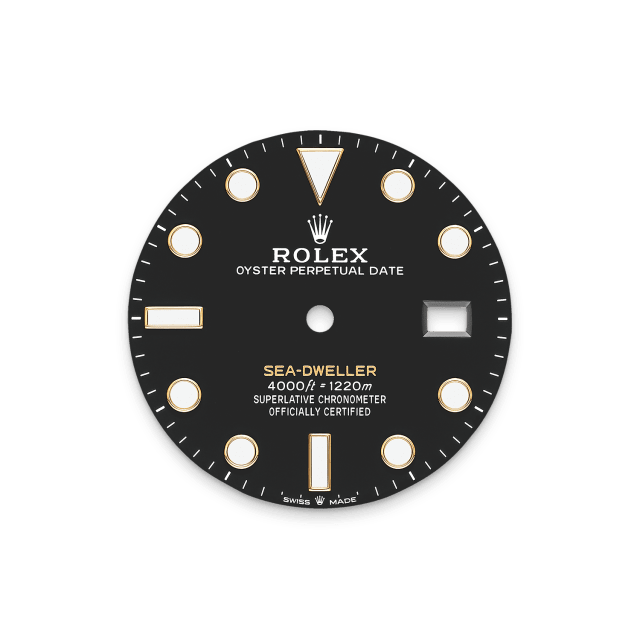 ROLEX
OYSTER PERPETUAL DATE
SEA-DWELLER
4000ft = 1220m
SUPERLATIVE CHRONOMETER
OFFICIALLY CERTIFIED
SWISS MADE